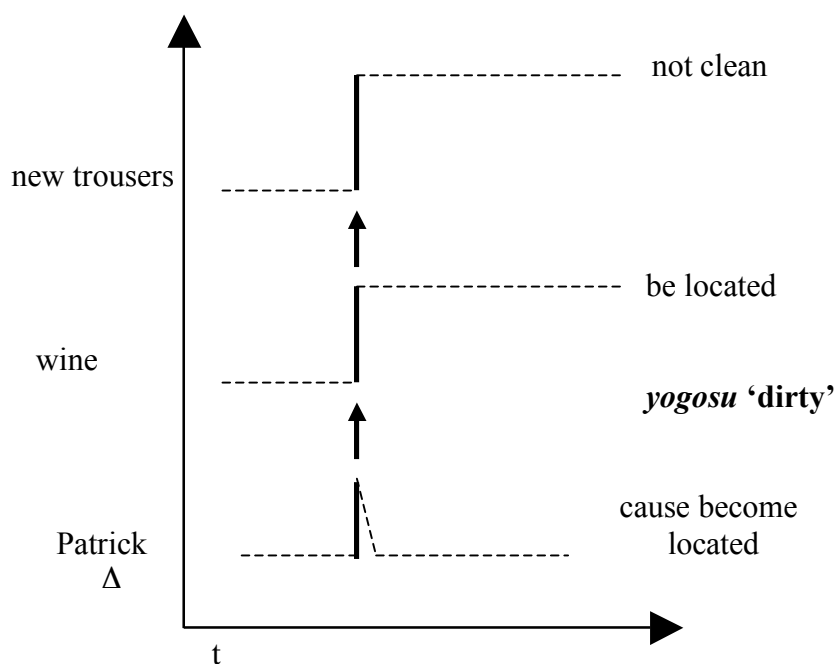 not clean
new trousers
be located
wine
yogosu ‘dirty’
cause become
located
Patrick
Δ
t